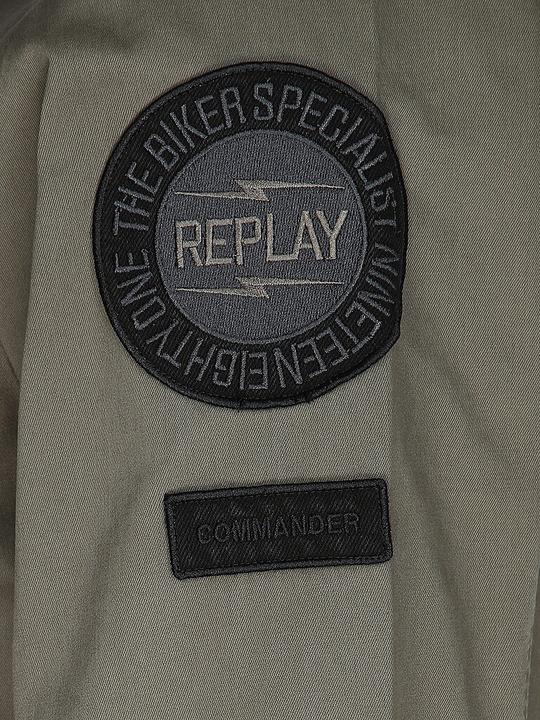 THE BIKER SPECIALIST
NINETEEN EIGHTY ONE
REPLAY
COMMANDER